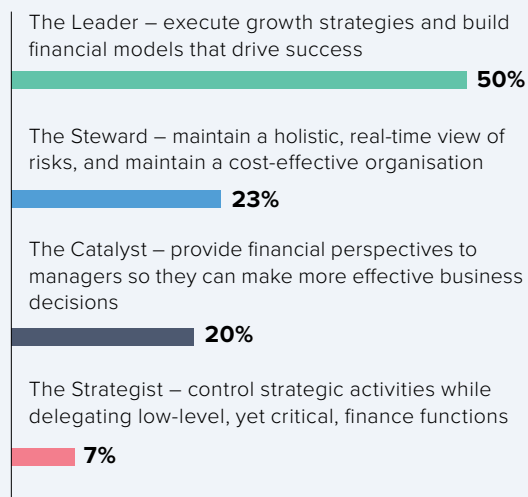 The Leader – execute growth strategies and build
financial models that drive success
50%
The Steward – maintain a holistic, real-time view of
risks, and maintain a cost-effective organisation
23%
The Catalyst – provide financial perspectives to
managers so they can make more effective business
decisions
20%
The Strategist – control strategic activities while
delegating low-level, yet critical, finance functions
7%